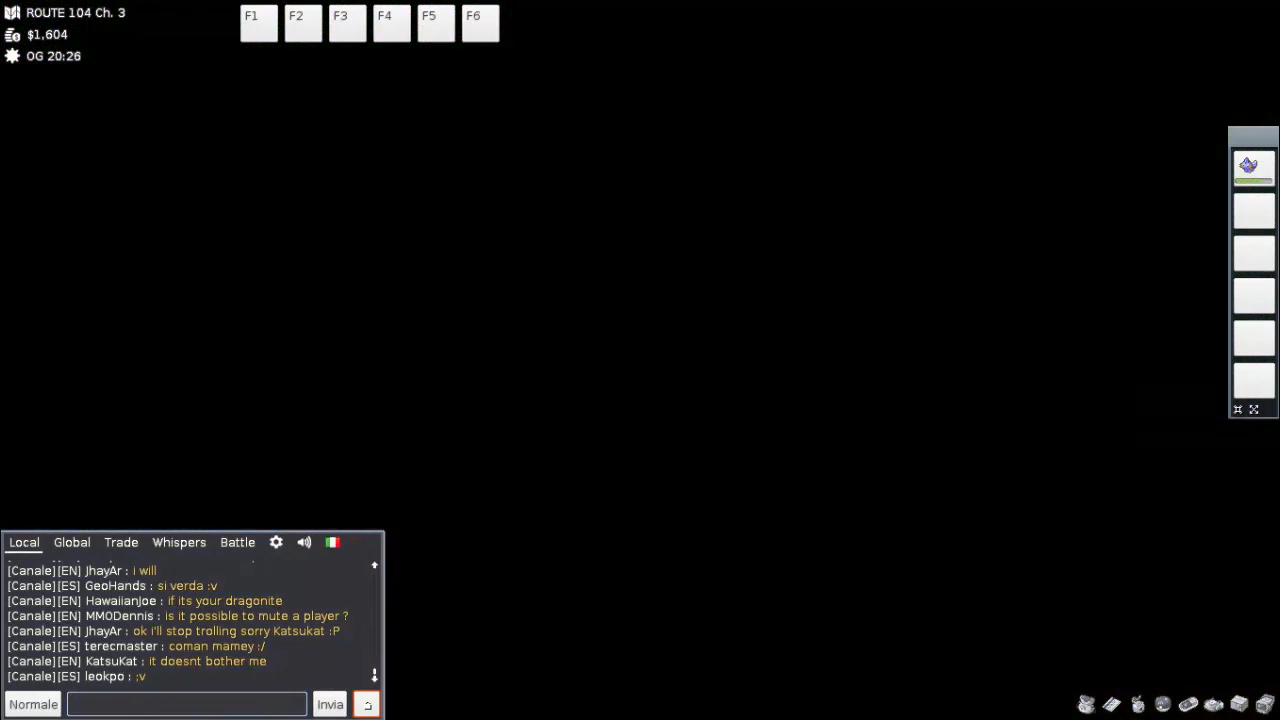 ROUTE 104 Ch. 3
$1,604
OG 20:26
F1 F2 F3 F4 F5 F6
Local Global Trade Whispers Battle
[Canale][EN] JhayAr : i will
[Canale][ES] GeoHands : si verda :v
[Canale][EN] HawaiianJoe : if its your dragonite
[Canale][EN] MMODennis : is it possible to mute a player ?
[Canale][EN] JhayAr : ok i'll stop trolling sorry Katsukat :P
[Canale][ES] terecmaster : coman mamey :/
[Canale][EN] KatsuKat : it doesnt bother me
[Canale][ES] leokpo : ;v
Normale Invia